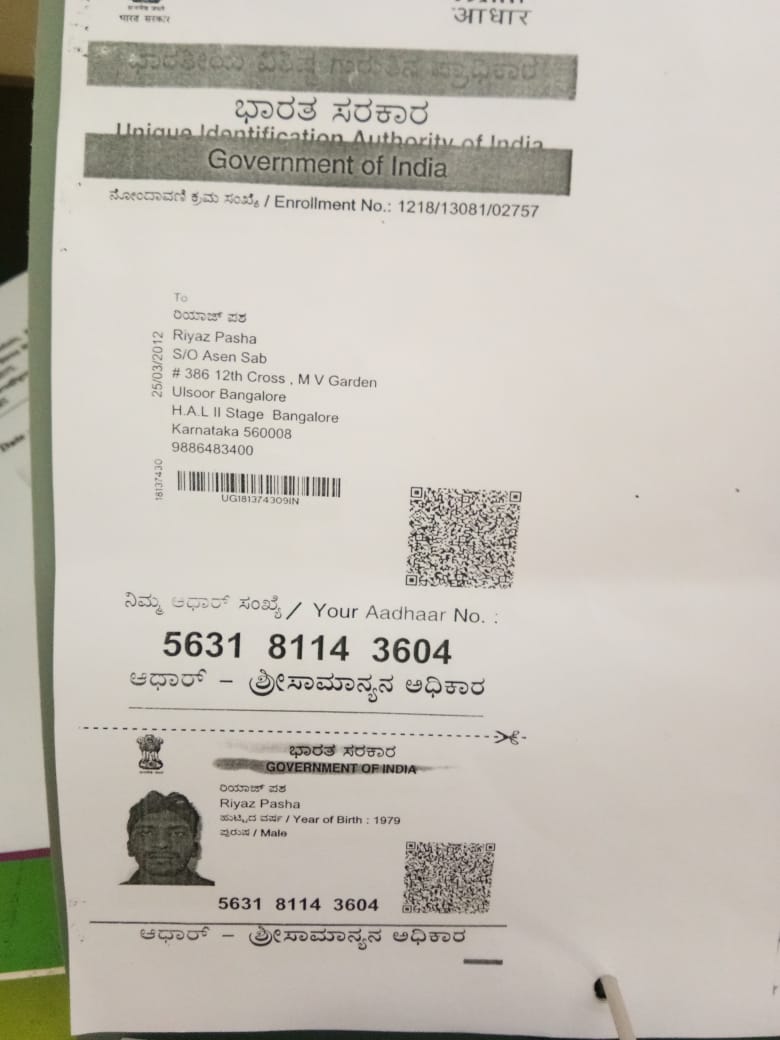 भारत सरकार
आधार
ಭಾರತೀಯ ವಿಶಿಷ್ಟ ಗುರುತಿನ ಪ್ರಾಧಿಕಾರ
ಭಾರತ ಸರಕಾರ
Unique Identification Authority of India
Government of India
ನೋಂದಾವಣಿ ಕ್ರಮ ಸಂಖ್ಯೆ / Enrollment No.: 1218/13081/02757
To
ರಿಯಾಜ್ ಪಶ
Riyaz Pasha
S/O Asen Sab
# 386 12th Cross , M V Garden
Ulsoor Bangalore
H.A.L II Stage Bangalore
Karnataka 560008
9886483400
25/03/2012
18137430
UG181374309IN
ನಿಮ್ಮ ಆಧಾರ್ ಸಂಖ್ಯೆ / Your Aadhaar No. :
5631 8114 3604
ಆಧಾರ್ – ಶ್ರೀಸಾಮಾನ್ಯನ ಅಧಿಕಾರ
ಭಾರತ ಸರಕಾರ
GOVERNMENT OF INDIA
ರಿಯಾಜ್ ಪಶ
Riyaz Pasha
ಹುಟ್ಟಿದ ವರ್ಷ / Year of Birth : 1979
ಪುರುಷ / Male
5631 8114 3604
ಆಧಾರ್ – ಶ್ರೀಸಾಮಾನ್ಯನ ಅಧಿಕಾರ